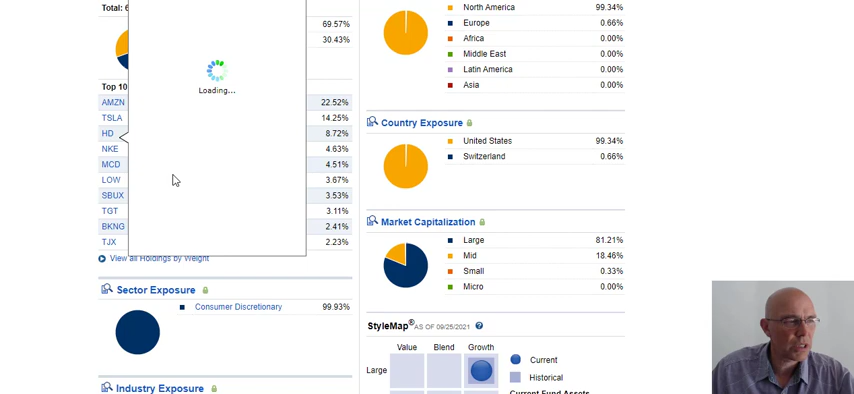 Total: 6
69.57%
30.43%
Loading...
Top 10
AMZN 22.52%
TSLA 14.25%
HD 8.72%
NKE 4.63%
MCD 4.51%
LOW 3.67%
SBUX 3.53%
TGT 3.11%
BKNG 2.41%
TJX 2.23%
View all Holdings by Weight
Sector Exposure
Consumer Discretionary 99.93%
Industry Exposure
North America 99.34%
Europe 0.66%
Africa 0.00%
Middle East 0.00%
Latin America 0.00%
Asia 0.00%
Country Exposure
United States 99.34%
Switzerland 0.66%
Market Capitalization
Large 81.21%
Mid 18.46%
Small 0.33%
Micro 0.00%
StyleMap® AS OF 09/25/2021 ?
Value Blend Growth
Large
Current
Historical
Current Fund Assets